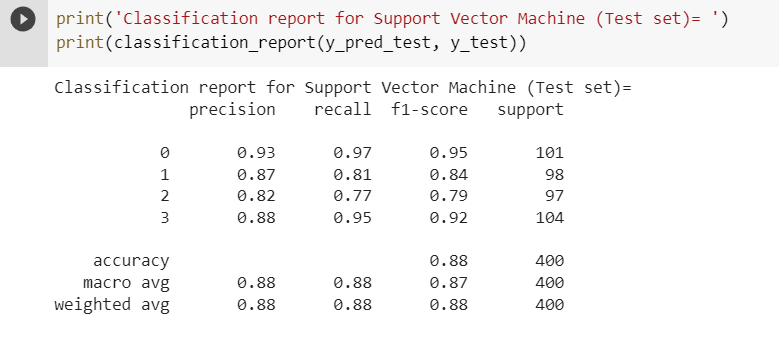 print('Classification report for Support Vector Machine (Test set)= ')
print(classification_report(y_pred_test, y_test))
Classification report for Support Vector Machine (Test set)=
precision recall f1-score support
0 0.93 0.97 0.95 101
1 0.87 0.81 0.84 98
2 0.82 0.77 0.79 97
3 0.88 0.95 0.92 104
accuracy 0.88 400
macro avg 0.88 0.88 0.87 400
weighted avg 0.88 0.88 0.88 400